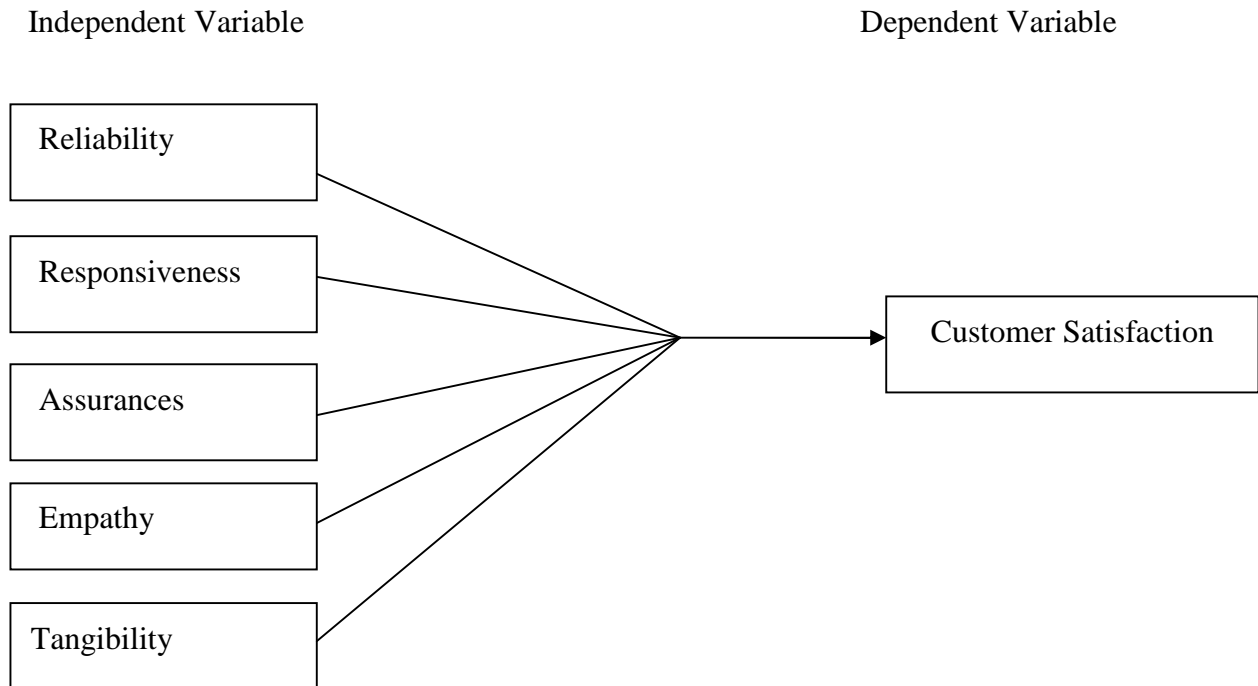 Independent Variable
Dependent Variable
Reliability
Responsiveness
Assurances
Empathy
Tangibility
Customer Satisfaction